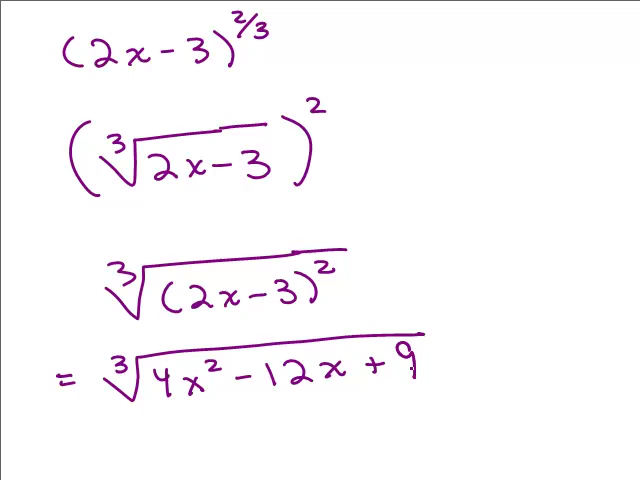 (2x - 3)^{2/3}
(∛(2x - 3))^2
∛((2x - 3)^2)
= ∛(4x^2 - 12x + 9)